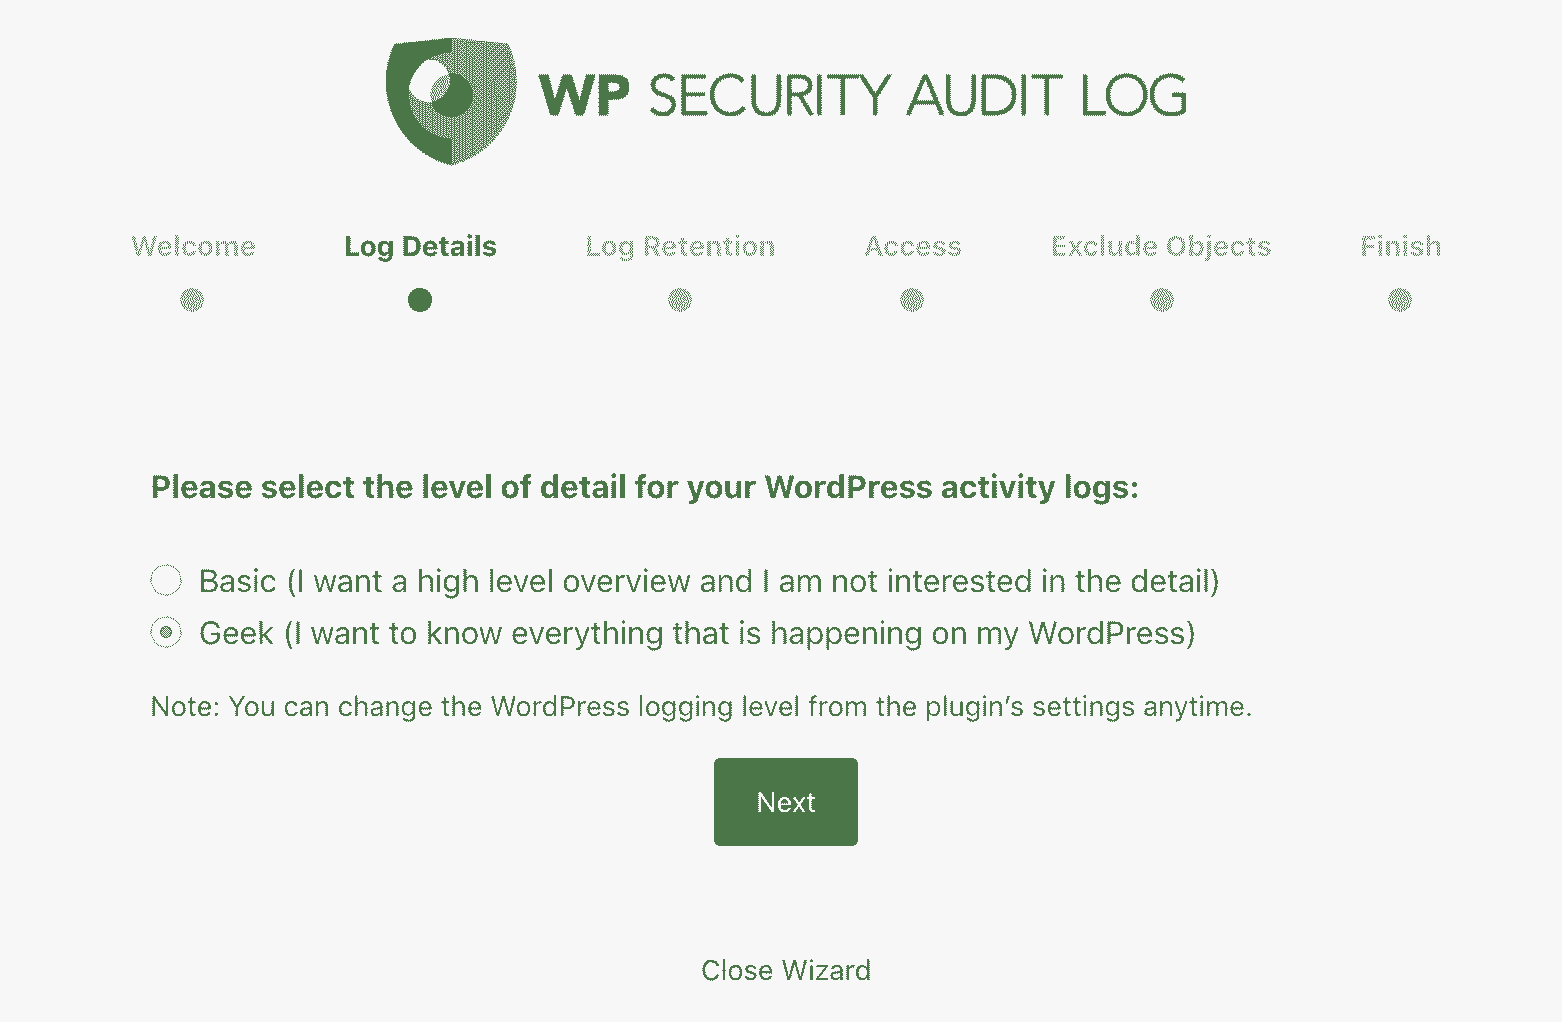 WP SECURITY AUDIT LOG
Welcome Log Details Log Retention Access Exclude Objects Finish
Please select the level of detail for your WordPress activity logs:
Basic (I want a high level overview and I am not interested in the detail)
Geek (I want to know everything that is happening on my WordPress)
Note: You can change the WordPress logging level from the plugin’s settings anytime.
Next
Close Wizard